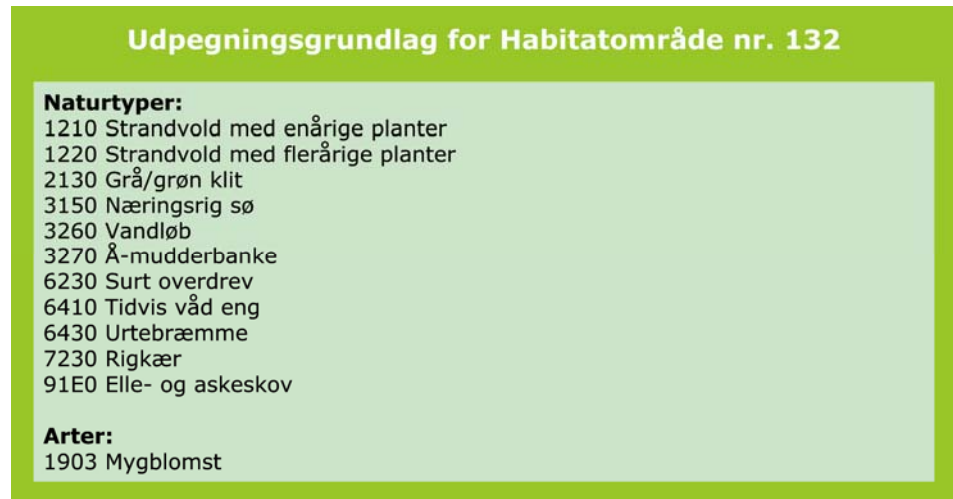 Udpegningsgrundlag for Habitatområde nr. 132
Naturtyper:
1210 Strandvold med enårige planter
1220 Strandvold med flerårige planter
2130 Grå/grøn klit
3150 Næringsrig sø
3260 Vandløb
3270 Å-mudderbanke
6230 Surt overdrev
6410 Tidvis våd eng
6430 Urtebræmme
7230 Rigkær
91E0 Elle- og askeskov
Arter:
1903 Mygblomst